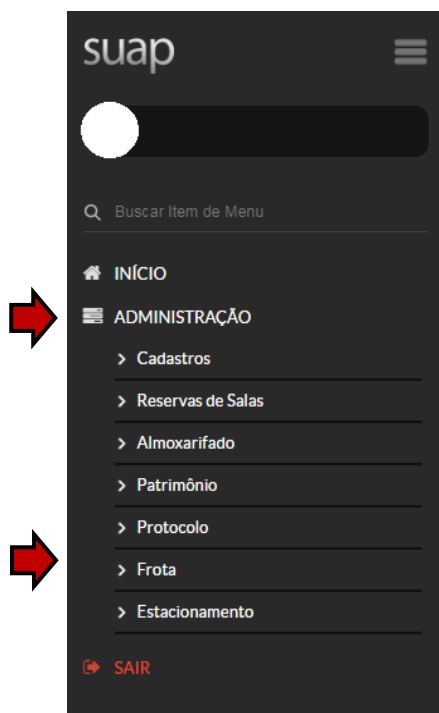 suap
Buscar Item de Menu
INÍCIO
ADMINISTRAÇÃO
Cadastros
Reservas de Salas
Almoxarifado
Patrimônio
Protocolo
Frota
Estacionamento
SAIR